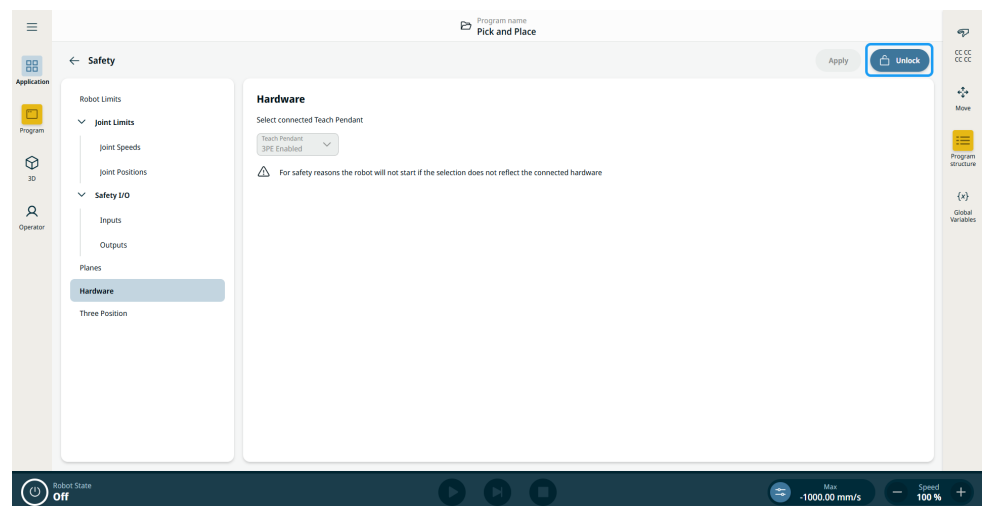 Program name
Pick and Place
Application
Program
3D
Operator
Safety
Apply
Unlock
Robot Limits
Joint Limits
Joint Speeds
Joint Positions
Safety I/O
Inputs
Outputs
Planes
Hardware
Three Position
Hardware
Select connected Teach Pendant
Teach Pendant
3PE Enabled
For safety reasons the robot will not start if the selection does not reflect the connected hardware
CC CC
CC CC
Move
Program
structure
{x}
Global
Variables
Robot State
Off
Max
-1000.00 mm/s
Speed
100 %